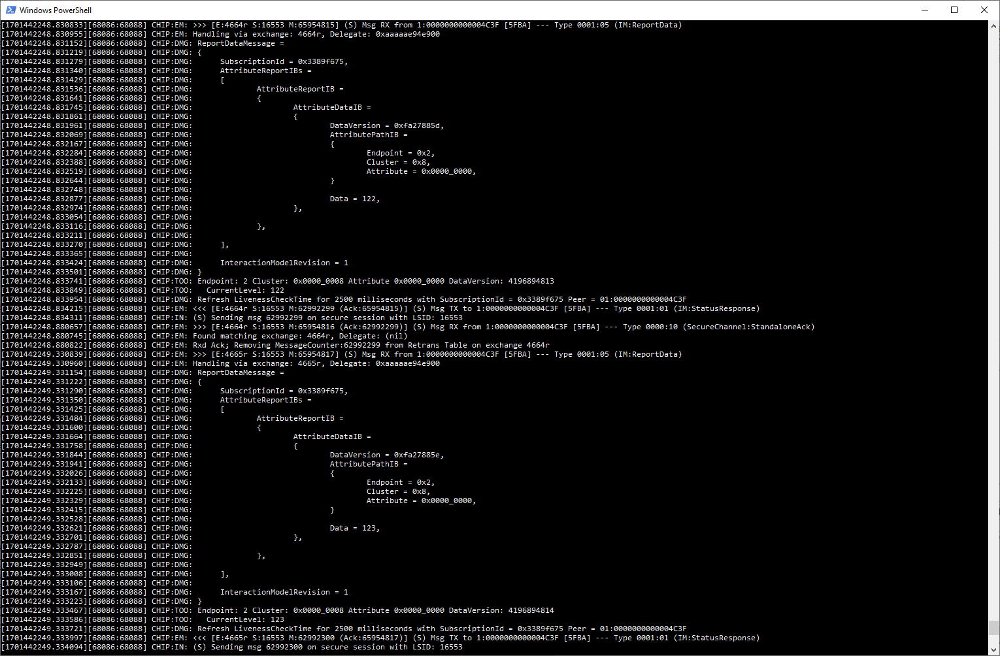 Windows PowerShell
[1701442248.830833][68086:68088] CHIP:EM: >>> [E:4664r S:16553 M:65954815] (S) Msg RX from 1:0000000000004C3F [5FBA] --- Type 0001:05 (IM:ReportData)
[1701442248.830955][68086:68088] CHIP:EM: Handling via exchange: 4664r, Delegate: 0xaaaaae94e900
[1701442248.831152][68086:68088] CHIP:DMG: ReportDataMessage =
[1701442248.831219][68086:68088] CHIP:DMG: {
[1701442248.831279][68086:68088] CHIP:DMG:      SubscriptionId = 0x3389f675,
[1701442248.831340][68086:68088] CHIP:DMG:      AttributeReportIBs =
[1701442248.831429][68086:68088] CHIP:DMG:      [
[1701442248.831536][68086:68088] CHIP:DMG:              AttributeReportIB =
[1701442248.831641][68086:68088] CHIP:DMG:              {
[1701442248.831745][68086:68088] CHIP:DMG:                      AttributeDataIB =
[1701442248.831861][68086:68088] CHIP:DMG:                      {
[1701442248.831961][68086:68088] CHIP:DMG:                              DataVersion = 0xfa27885d,
[1701442248.832069][68086:68088] CHIP:DMG:                              AttributePathIB =
[1701442248.832167][68086:68088] CHIP:DMG:                              {
[1701442248.832284][68086:68088] CHIP:DMG:                                      Endpoint = 0x2,
[1701442248.832388][68086:68088] CHIP:DMG:                                      Cluster = 0x8,
[1701442248.832519][68086:68088] CHIP:DMG:                                      Attribute = 0x0000_0000,
[1701442248.832644][68086:68088] CHIP:DMG:                              }
[1701442248.832748][68086:68088] CHIP:DMG:
[1701442248.832877][68086:68088] CHIP:DMG:                              Data = 122,
[1701442248.832974][68086:68088] CHIP:DMG:                      },
[1701442248.833054][68086:68088] CHIP:DMG:
[1701442248.833116][68086:68088] CHIP:DMG:              },
[1701442248.833211][68086:68088] CHIP:DMG:
[1701442248.833270][68086:68088] CHIP:DMG:      ],
[1701442248.833365][68086:68088] CHIP:DMG:
[1701442248.833424][68086:68088] CHIP:DMG:      InteractionModelRevision = 1
[1701442248.833501][68086:68088] CHIP:DMG: }
[1701442248.833741][68086:68088] CHIP:TOO: Endpoint: 2 Cluster: 0x0000_0008 Attribute 0x0000_0000 DataVersion: 4196894813
[1701442248.833849][68086:68088] CHIP:TOO:   CurrentLevel: 122
[1701442248.833954][68086:68088] CHIP:DMG: Refresh LivenessCheckTime for 2500 milliseconds with SubscriptionId = 0x3389f675 Peer = 01:0000000000004C3F
[1701442248.834215][68086:68088] CHIP:EM: <<< [E:4664r S:16553 M:62992299 (Ack:65954815)] (S) Msg TX to 1:0000000000004C3F [5FBA] --- Type 0001:01 (IM:StatusResponse)
[1701442248.834311][68086:68088] CHIP:IN: (S) Sending msg 62992299 on secure session with LSID: 16553
[1701442248.880657][68086:68088] CHIP:EM: >>> [E:4664r S:16553 M:65954816 (Ack:62992299)] (S) Msg RX from 1:0000000000004C3F [5FBA] --- Type 0000:10 (SecureChannel:StandaloneAck)
[1701442248.880745][68086:68088] CHIP:EM: Found matching exchange: 4664r, Delegate: (nil)
[1701442248.880822][68086:68088] CHIP:EM: Rxd Ack; Removing MessageCounter:62992299 from Retrans Table on exchange 4664r
[1701442249.330839][68086:68088] CHIP:EM: >>> [E:4665r S:16553 M:65954817] (S) Msg RX from 1:0000000000004C3F [5FBA] --- Type 0001:05 (IM:ReportData)
[1701442249.330960][68086:68088] CHIP:EM: Handling via exchange: 4665r, Delegate: 0xaaaaae94e900
[1701442249.331154][68086:68088] CHIP:DMG: ReportDataMessage =
[1701442249.331222][68086:68088] CHIP:DMG: {
[1701442249.331290][68086:68088] CHIP:DMG:      SubscriptionId = 0x3389f675,
[1701442249.331350][68086:68088] CHIP:DMG:      AttributeReportIBs =
[1701442249.331425][68086:68088] CHIP:DMG:      [
[1701442249.331484][68086:68088] CHIP:DMG:              AttributeReportIB =
[1701442249.331600][68086:68088] CHIP:DMG:              {
[1701442249.331664][68086:68088] CHIP:DMG:                      AttributeDataIB =
[1701442249.331758][68086:68088] CHIP:DMG:                      {
[1701442249.331844][68086:68088] CHIP:DMG:                              DataVersion = 0xfa27885e,
[1701442249.331941][68086:68088] CHIP:DMG:                              AttributePathIB =
[1701442249.332026][68086:68088] CHIP:DMG:                              {
[1701442249.332133][68086:68088] CHIP:DMG:                                      Endpoint = 0x2,
[1701442249.332225][68086:68088] CHIP:DMG:                                      Cluster = 0x8,
[1701442249.332329][68086:68088] CHIP:DMG:                                      Attribute = 0x0000_0000,
[1701442249.332415][68086:68088] CHIP:DMG:                              }
[1701442249.332528][68086:68088] CHIP:DMG:
[1701442249.332621][68086:68088] CHIP:DMG:                              Data = 123,
[1701442249.332701][68086:68088] CHIP:DMG:                      },
[1701442249.332787][68086:68088] CHIP:DMG:
[1701442249.332851][68086:68088] CHIP:DMG:              },
[1701442249.332949][68086:68088] CHIP:DMG:
[1701442249.333008][68086:68088] CHIP:DMG:      ],
[1701442249.333106][68086:68088] CHIP:DMG:
[1701442249.333167][68086:68088] CHIP:DMG:      InteractionModelRevision = 1
[1701442249.333223][68086:68088] CHIP:DMG: }
[1701442249.333467][68086:68088] CHIP:TOO: Endpoint: 2 Cluster: 0x0000_0008 Attribute 0x0000_0000 DataVersion: 4196894814
[1701442249.333586][68086:68088] CHIP:TOO:   CurrentLevel: 123
[1701442249.333721][68086:68088] CHIP:DMG: Refresh LivenessCheckTime for 2500 milliseconds with SubscriptionId = 0x3389f675 Peer = 01:0000000000004C3F
[1701442249.333997][68086:68088] CHIP:EM: <<< [E:4665r S:16553 M:62992300 (Ack:65954817)] (S) Msg TX to 1:0000000000004C3F [5FBA] --- Type 0001:01 (IM:StatusResponse)
[1701442249.334094][68086:68088] CHIP:IN: (S) Sending msg 62992300 on secure session with LSID: 16553